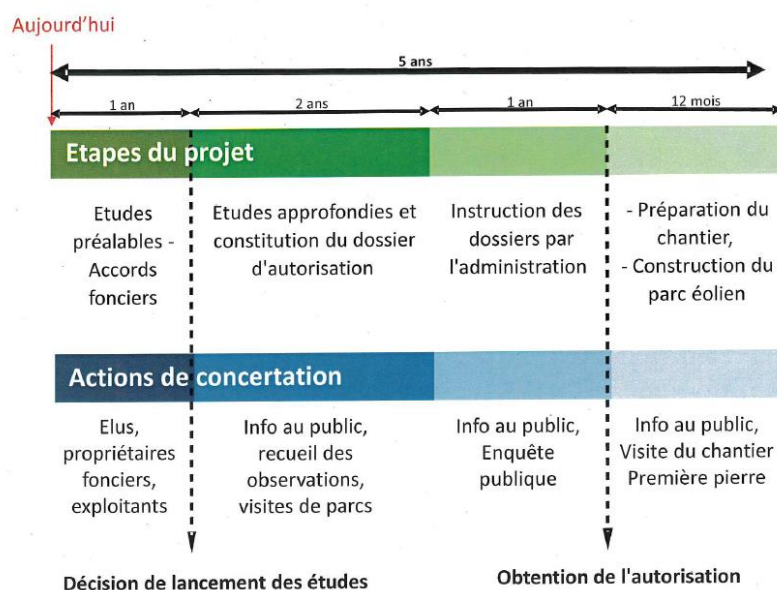 Aujourd'hui
5 ans
1 an
2 ans
1 an
12 mois
Etapes du projet
Etudes
préalables -
Accords
fonciers
Etudes approfondies et
constitution du dossier
d'autorisation
Instruction des
dossiers par
l'administration
- Préparation du
chantier,
- Construction du
parc éolien
Actions de concertation
Elus,
propriétaires
fonciers,
exploitants
Info au public,
recueil des
observations,
visites de parcs
Info au public,
Enquête
publique
Info au public,
Visite du chantier
Première pierre
Décision de lancement des études
Obtention de l'autorisation